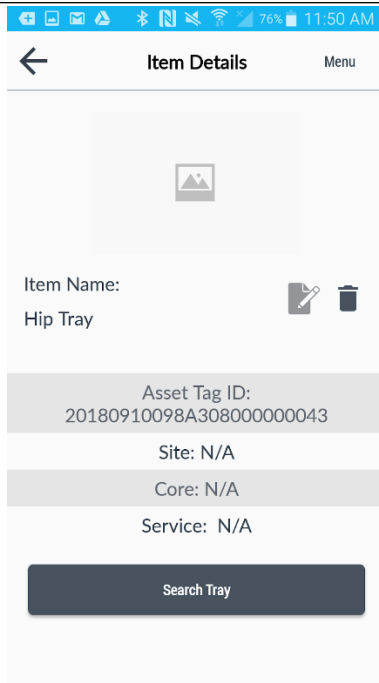 76% 11:50 AM
Item Details Menu
Item Name:
Hip Tray
Asset Tag ID:
20180910098A308000000043
Site: N/A
Core: N/A
Service: N/A
Search Tray